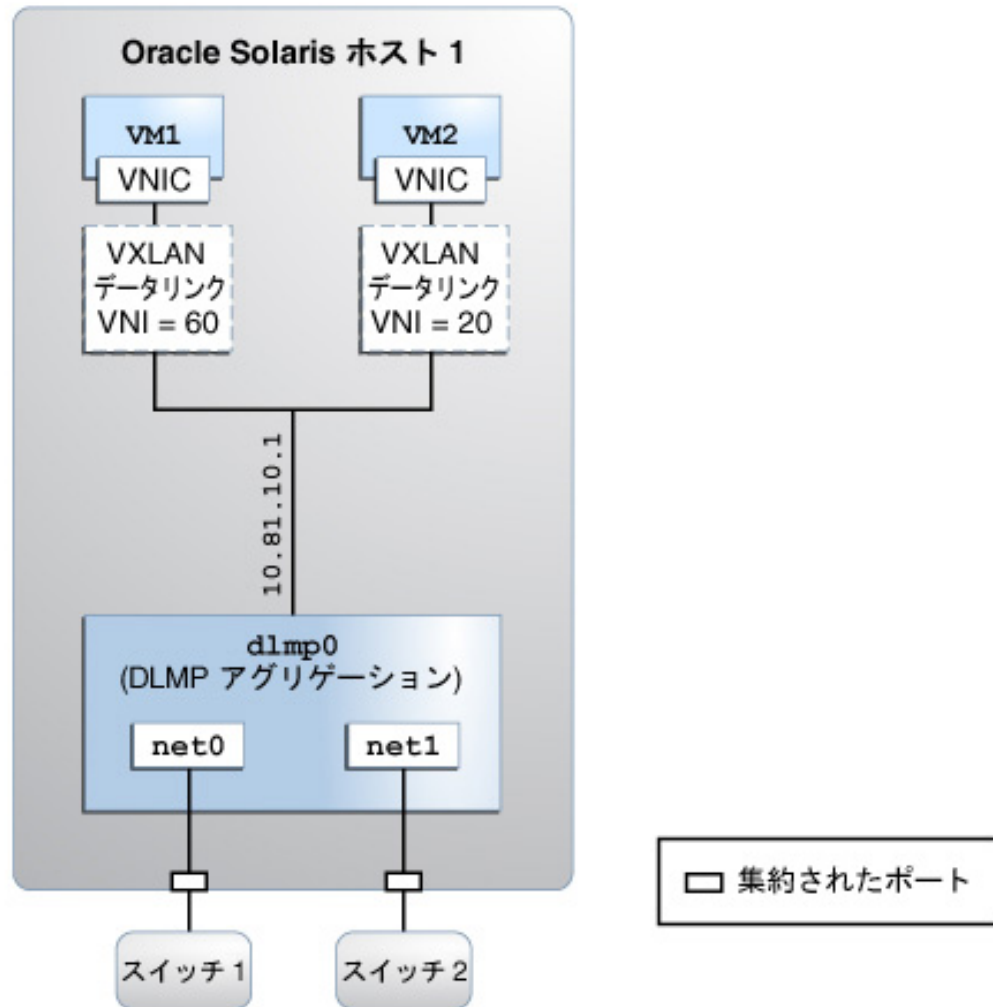 Oracle Solaris ホスト 1
VM1
VNIC
VXLAN
データリンク
VNI = 60
VM2
VNIC
VXLAN
データリンク
VNI = 20
10.81.10.1
dlmp0
(DLMP アグリゲーション)
net0
net1
集約されたポート
スイッチ 1
スイッチ 2